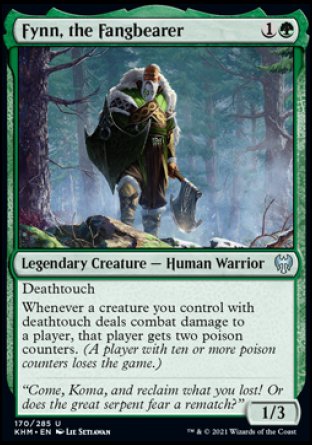 Fynn, the Fangbearer 1
Legendary Creature — Human Warrior
Deathtouch
Whenever a creature you control with
deathtouch deals combat damage to
a player, that player gets two poison
counters. (A player with ten or more poison
counters loses the game.)
"Come, Koma, and reclaim what you lost! Or
does the great serpent fear a rematch?"
1/3
170/285 U
KHM • EN Lie Setiawan
™ & © 2021 Wizards of the Coast